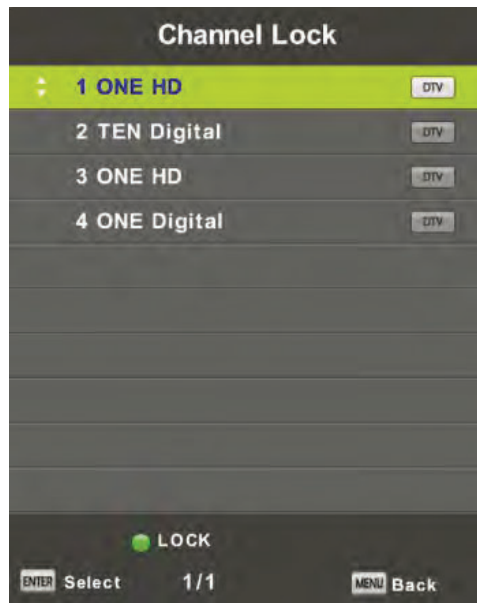 Channel Lock
1 ONE HD DTV
2 TEN Digital DTV
3 ONE HD DTV
4 ONE Digital DTV
LOCK
ENTER Select 1/1 MENU Back